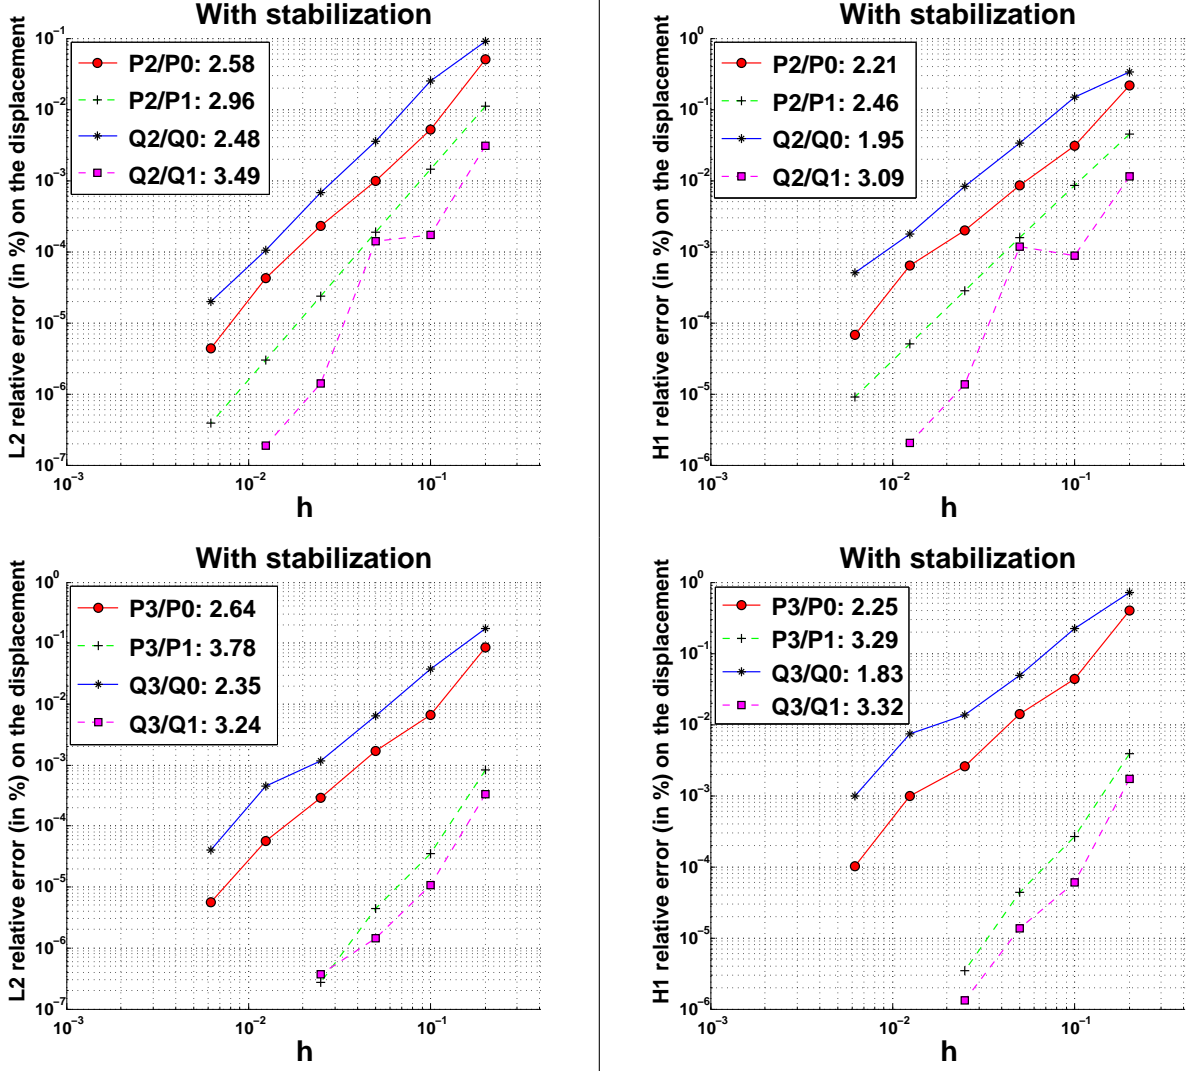 With stabilization
L2 relative error (in %) on the displacement
10⁻¹
10⁻²
10⁻³
10⁻⁴
10⁻⁵
10⁻⁶
10⁻⁷
P2/P0: 2.58
P2/P1: 2.96
Q2/Q0: 2.48
Q2/Q1: 3.49
10⁻³
10⁻²
10⁻¹
h
With stabilization
H1 relative error (in %) on the displacement
10⁰
10⁻¹
10⁻²
10⁻³
10⁻⁴
10⁻⁵
10⁻⁶
P2/P0: 2.21
P2/P1: 2.46
Q2/Q0: 1.95
Q2/Q1: 3.09
10⁻³
10⁻²
10⁻¹
h
With stabilization
L2 relative error (in %) on the displacement
10⁰
10⁻¹
10⁻²
10⁻³
10⁻⁴
10⁻⁵
10⁻⁶
10⁻⁷
P3/P0: 2.64
P3/P1: 3.78
Q3/Q0: 2.35
Q3/Q1: 3.24
10⁻³
10⁻²
10⁻¹
h
With stabilization
H1 relative error (in %) on the displacement
10⁰
10⁻¹
10⁻²
10⁻³
10⁻⁴
10⁻⁵
10⁻⁶
P3/P0: 2.25
P3/P1: 3.29
Q3/Q0: 1.83
Q3/Q1: 3.32
10⁻³
10⁻²
10⁻¹
h